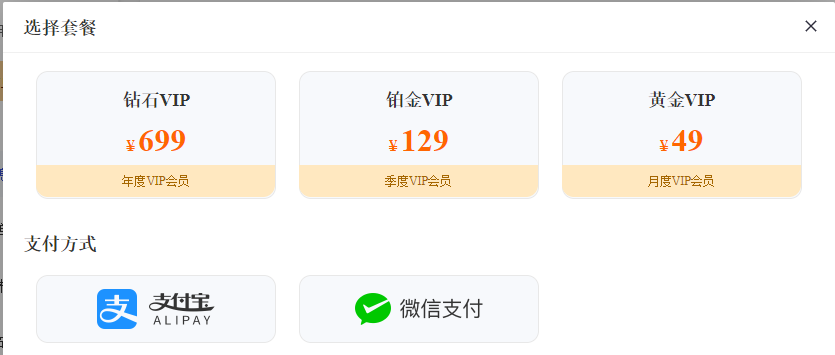 选择套餐
钻石VIP
铂金VIP
黄金VIP
¥699
¥129
¥49
年度VIP会员
季度VIP会员
月度VIP会员
支付方式
支 支付宝
ALIPAY
微信支付